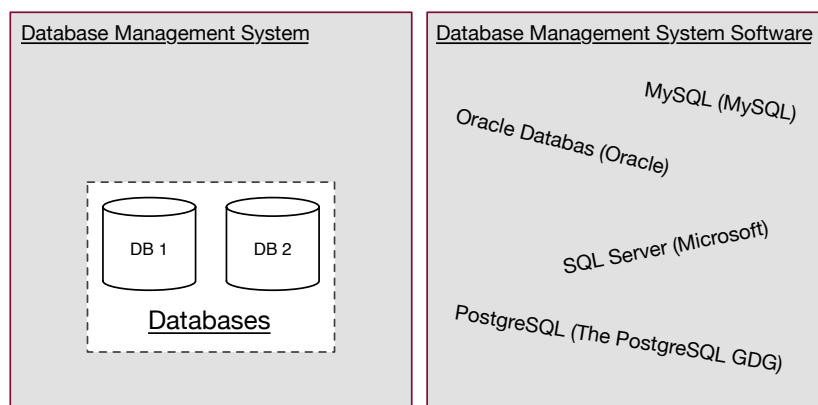 Database Management System
DB 1
DB 2
Databases
Database Management System Software
MySQL (MySQL)
Oracle Databas (Oracle)
SQL Server (Microsoft)
PostgreSQL (The PostgreSQL GDG)